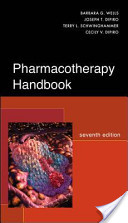 BARBARA G. WELLS
JOSEPH T. DIPIRO
TERRY L. SCHWINGHAMMER
CECILY V. DIPIRO
Pharmacotherapy
Handbook
seventh edition